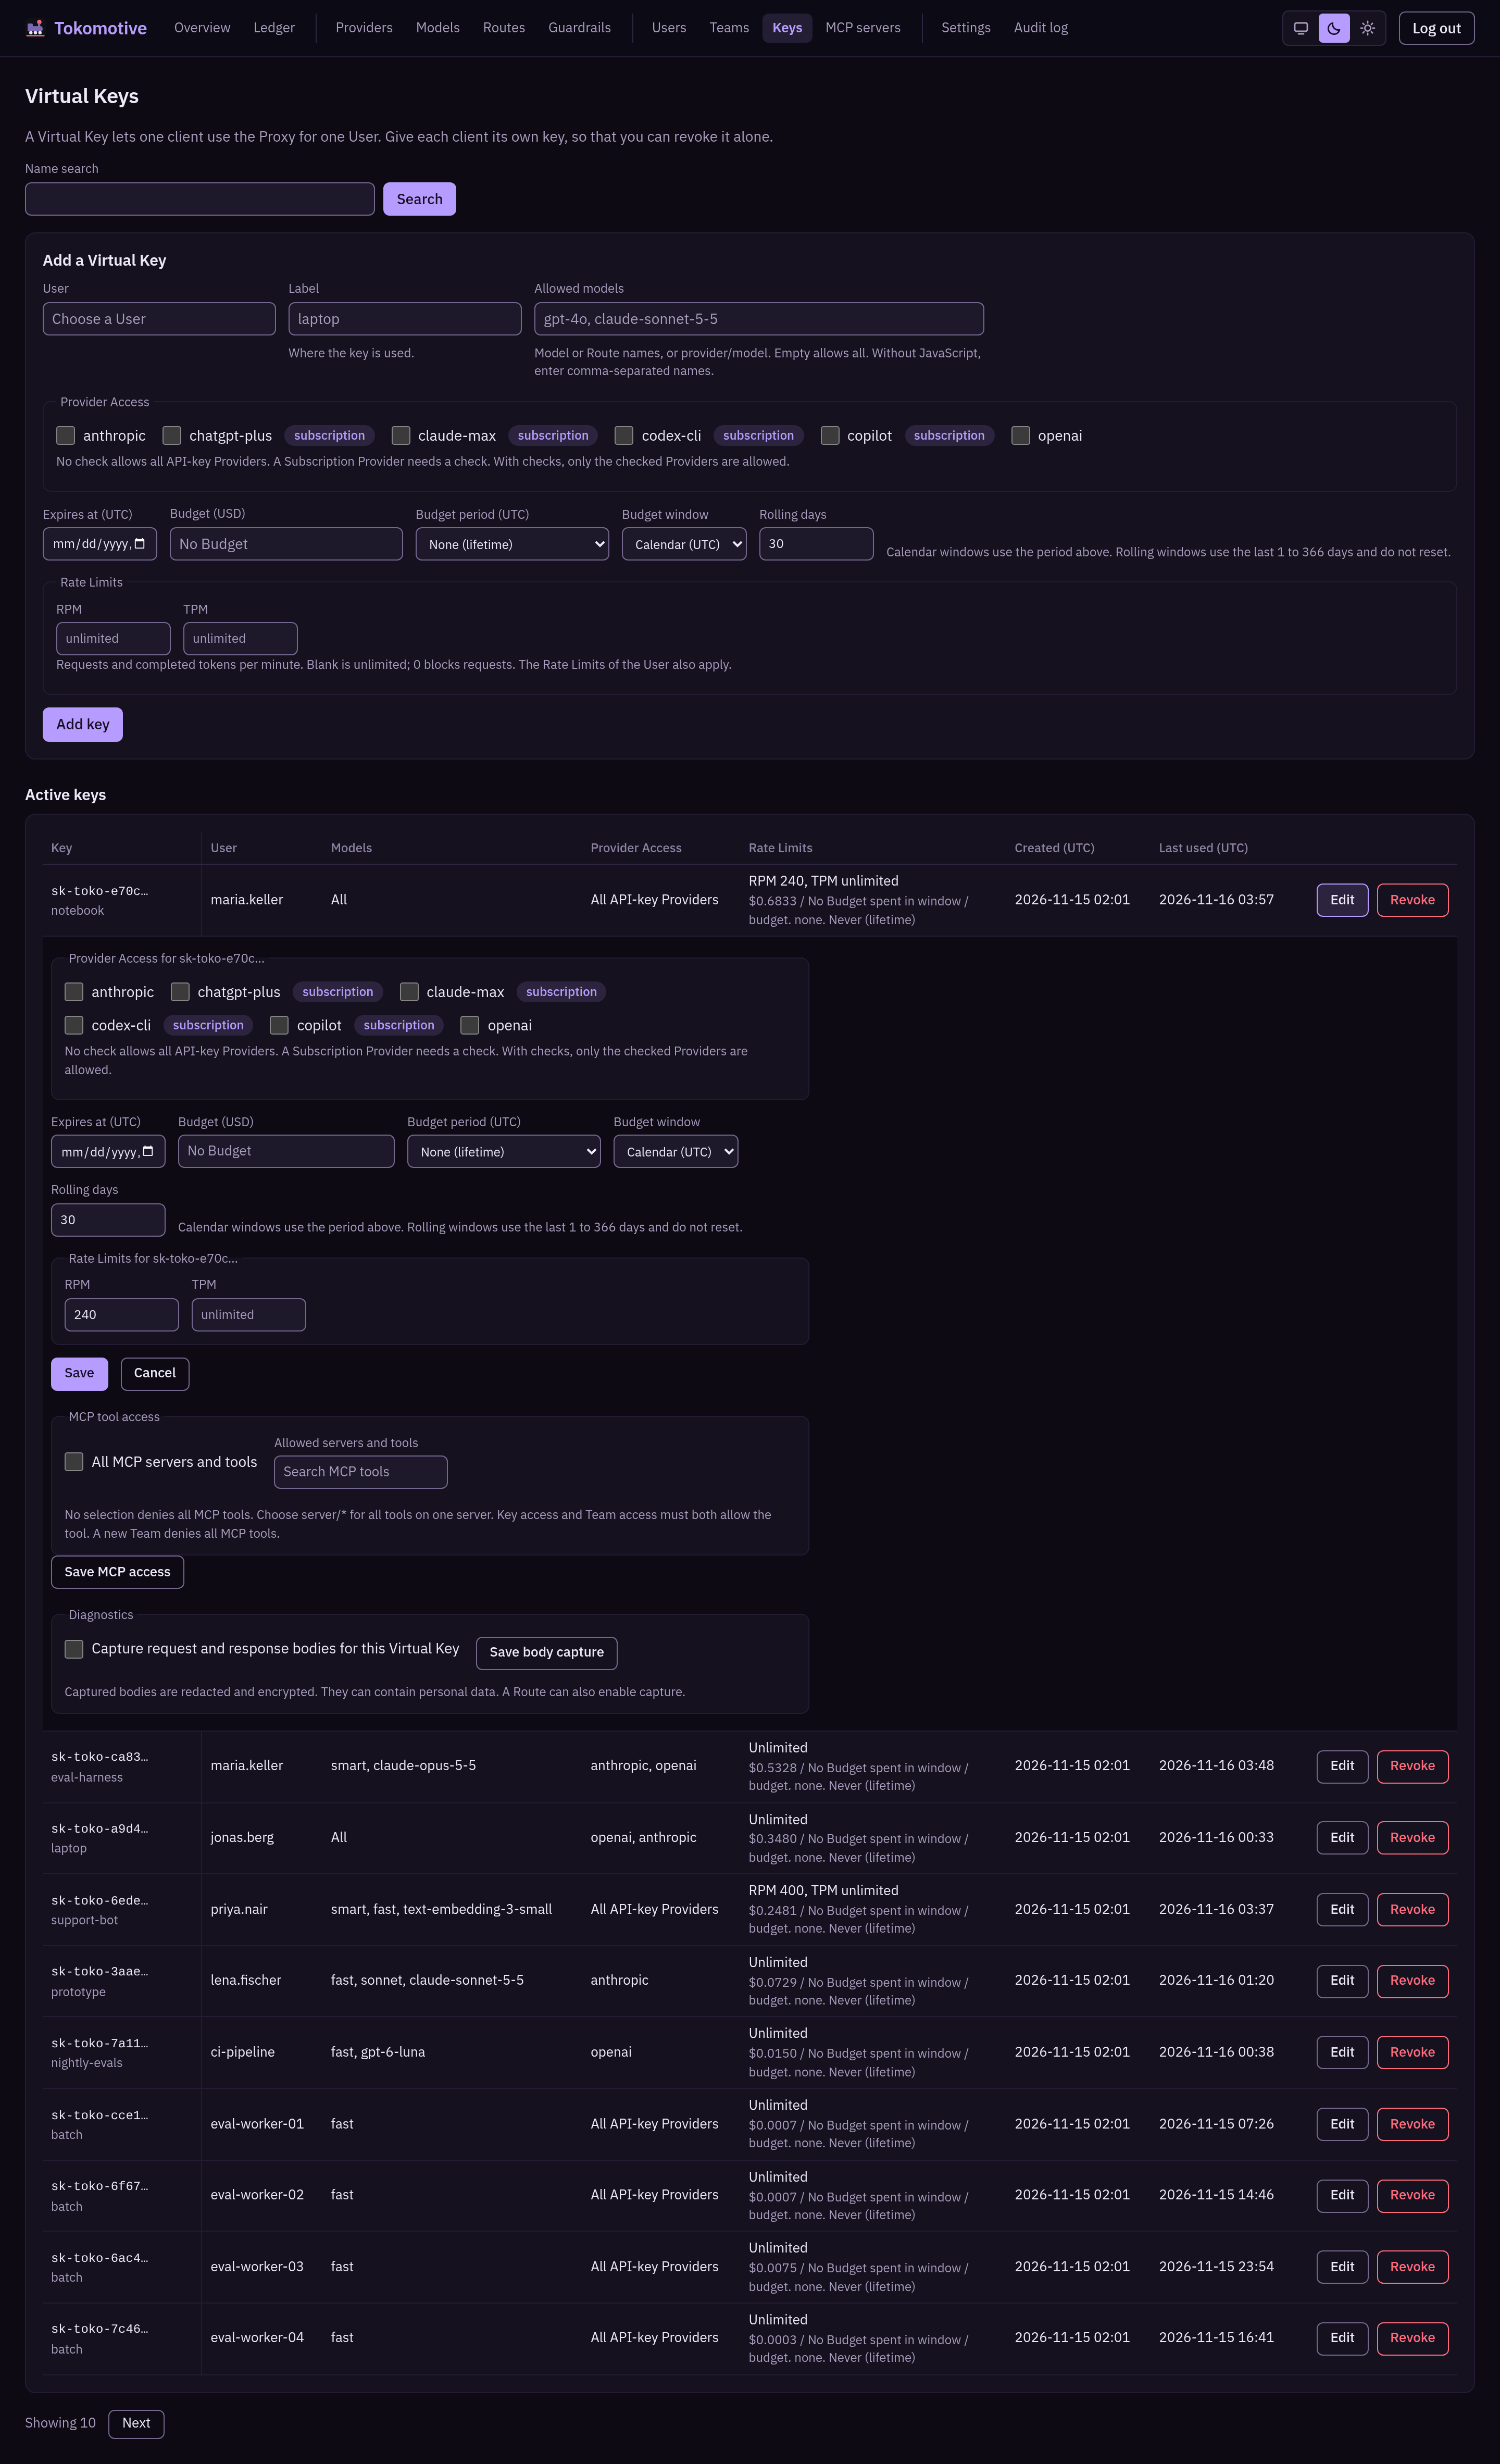 Tokomotive Overview Ledger Providers Models Routes Guardrails Users Teams Keys MCP servers Settings Audit log Log out
Virtual Keys
A Virtual Key lets one client use the Proxy for one User. Give each client its own key, so that you can revoke it alone.
Name search
Search
Add a Virtual Key
User Label Allowed models
Choose a User laptop gpt-4o, claude-sonnet-5-5
Where the key is used. Model or Route names, or provider/model. Empty allows all. Without JavaScript,
enter comma-separated names.
Provider Access
anthropic chatgpt-plus subscription claude-max subscription codex-cli subscription copilot subscription openai
No check allows all API-key Providers. A Subscription Provider needs a check. With checks, only the checked Providers are allowed.
Expires at (UTC) Budget (USD) Budget period (UTC) Budget window Rolling days
mm/dd/yyyy, No Budget None (lifetime) Calendar (UTC) 30 Calendar windows use the period above. Rolling windows use the last 1 to 366 days and do not reset.
Rate Limits
RPM TPM
unlimited unlimited
Requests and completed tokens per minute. Blank is unlimited; 0 blocks requests. The Rate Limits of the User also apply.
Add key
Active keys
Key User Models Provider Access Rate Limits Created (UTC) Last used (UTC)
sk-toko-e70c… maria.keller All All API-key Providers RPM 240, TPM unlimited 2026-11-15 02:01 2026-11-16 03:57 Edit Revoke
notebook $0.6833 / No Budget spent in window /
budget. none. Never (lifetime)
Provider Access for sk-toko-e70c…
anthropic chatgpt-plus subscription claude-max subscription
codex-cli subscription copilot subscription openai
No check allows all API-key Providers. A Subscription Provider needs a check. With checks, only the checked Providers are
allowed.
Expires at (UTC) Budget (USD) Budget period (UTC) Budget window
mm/dd/yyyy, No Budget None (lifetime) Calendar (UTC)
Rolling days
30 Calendar windows use the period above. Rolling windows use the last 1 to 366 days and do not reset.
Rate Limits for sk-toko-e70c…
RPM TPM
240 unlimited
Save Cancel
MCP tool access
Allowed servers and tools
All MCP servers and tools Search MCP tools
No selection denies all MCP tools. Choose server/* for all tools on one server. Key access and Team access must both allow the
tool. A new Team denies all MCP tools.
Save MCP access
Diagnostics
Capture request and response bodies for this Virtual Key Save body capture
Captured bodies are redacted and encrypted. They can contain personal data. A Route can also enable capture.
sk-toko-ca83… maria.keller smart, claude-opus-5-5 anthropic, openai Unlimited 2026-11-15 02:01 2026-11-16 03:48 Edit Revoke
eval-harness $0.5328 / No Budget spent in window /
budget. none. Never (lifetime)
sk-toko-a9d4… jonas.berg All openai, anthropic Unlimited 2026-11-15 02:01 2026-11-16 00:33 Edit Revoke
laptop $0.3480 / No Budget spent in window /
budget. none. Never (lifetime)
sk-toko-6ede… priya.nair smart, fast, text-embedding-3-small All API-key Providers RPM 400, TPM unlimited 2026-11-15 02:01 2026-11-16 03:37 Edit Revoke
support-bot $0.2481 / No Budget spent in window /
budget. none. Never (lifetime)
sk-toko-3aae… lena.fischer fast, sonnet, claude-sonnet-5-5 anthropic Unlimited 2026-11-15 02:01 2026-11-16 01:20 Edit Revoke
prototype $0.0729 / No Budget spent in window /
budget. none. Never (lifetime)
sk-toko-7a11… ci-pipeline fast, gpt-6-luna openai Unlimited 2026-11-15 02:01 2026-11-16 00:38 Edit Revoke
nightly-evals $0.0150 / No Budget spent in window /
budget. none. Never (lifetime)
sk-toko-cce1… eval-worker-01 fast All API-key Providers Unlimited 2026-11-15 02:01 2026-11-15 07:26 Edit Revoke
batch $0.0007 / No Budget spent in window /
budget. none. Never (lifetime)
sk-toko-6f67… eval-worker-02 fast All API-key Providers Unlimited 2026-11-15 02:01 2026-11-15 14:46 Edit Revoke
batch $0.0007 / No Budget spent in window /
budget. none. Never (lifetime)
sk-toko-6ac4… eval-worker-03 fast All API-key Providers Unlimited 2026-11-15 02:01 2026-11-15 23:54 Edit Revoke
batch $0.0075 / No Budget spent in window /
budget. none. Never (lifetime)
sk-toko-7c46… eval-worker-04 fast All API-key Providers Unlimited 2026-11-15 02:01 2026-11-15 16:41 Edit Revoke
batch $0.0003 / No Budget spent in window /
budget. none. Never (lifetime)
Showing 10 Next